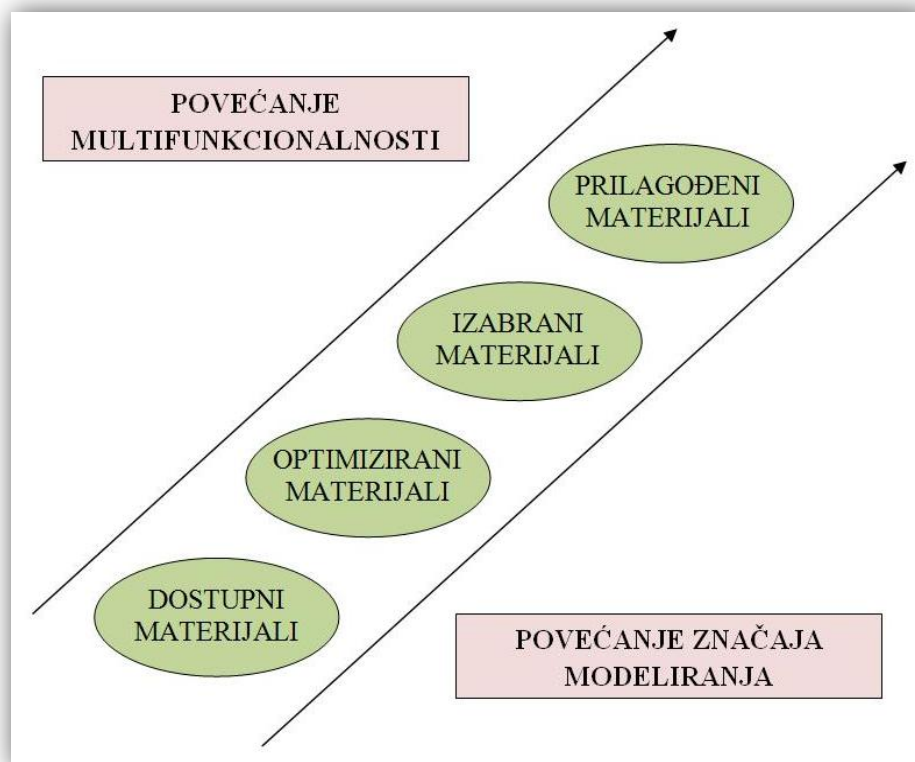 POVEĆANJE
MULTIFUNKCIONALNOSTI
PRILAGOĐENI
MATERIJALI
IZABRANI
MATERIJALI
OPTIMIZIRANI
MATERIJALI
DOSTUPNI
MATERIJALI
POVEĆANJE ZNAČAJA
MODELIRANJA